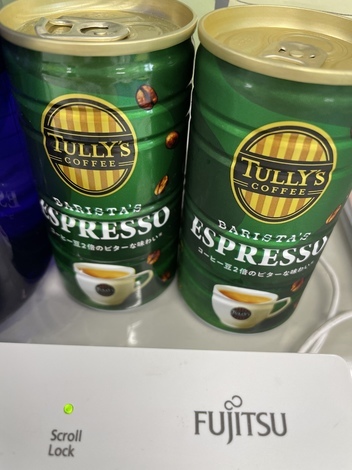 TULLY'S
COFFEE
BARISTA'S
ESPRESSO
コーヒー豆2倍のビターな味わい。
TULLY'S
COFFEE
BARISTA'S
ESPRESSO
コーヒー豆2倍のビターな味わい。
Scroll
Lock
FUJITSU